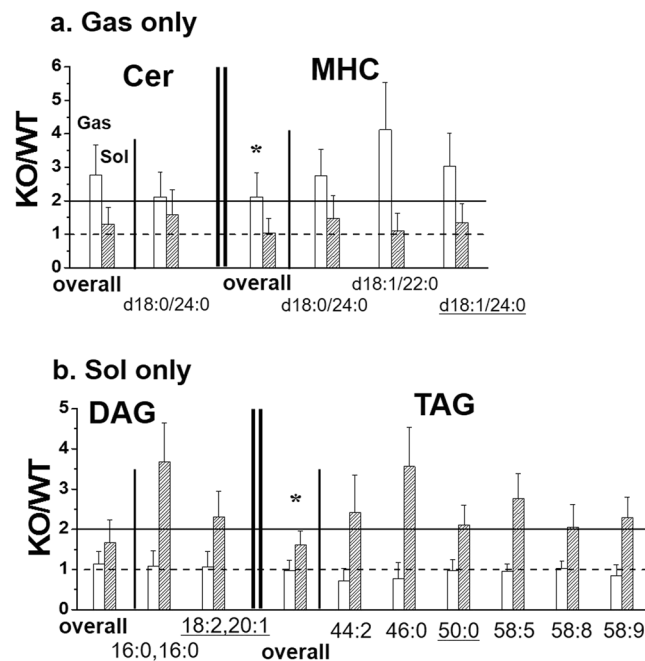 a. Gas only
6
5
4
3
2
1
0
KO/WT
Cer
MHC
Gas
Sol
*
overall
overall
d18:1/22:0
d18:0/24:0
d18:0/24:0
d18:1/24:0
b. Sol only
5
4
3
2
1
0
KO/WT
DAG
TAG
*
overall
18:2,20:1
44:2 46:0 50:0 58:5 58:8 58:9
16:0,16:0
overall